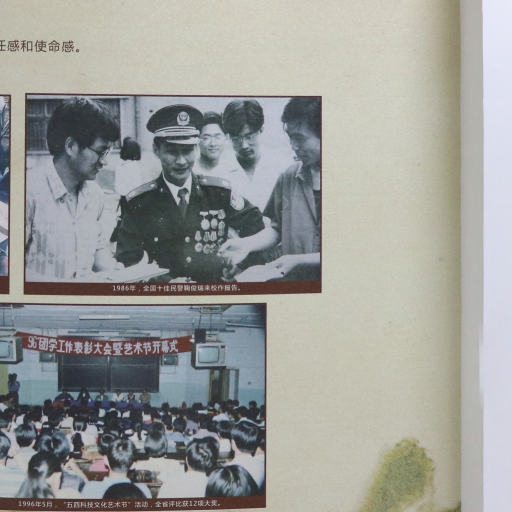 任感和使命感。
1986年，全国十佳民警鞠俊瑞来校作报告。
96'团学工作表彰大会暨艺术节开幕式
1996年5月，“五四科技文化艺术节”活动，全省评比获12项大奖。